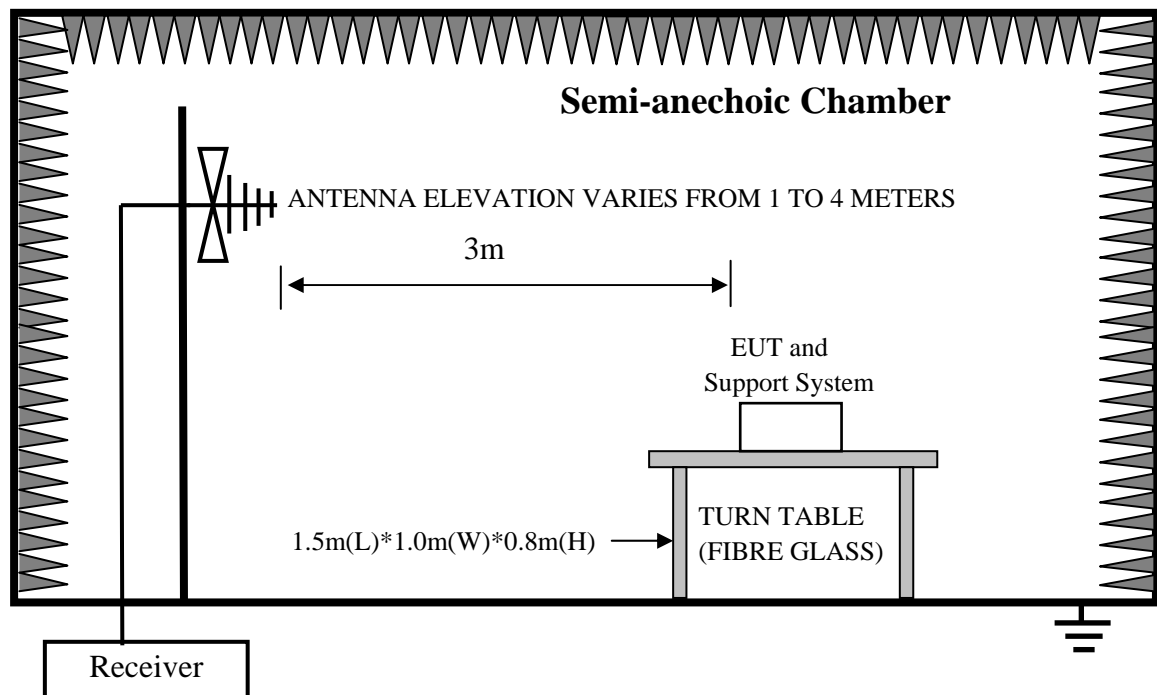 Semi-anechoic Chamber
ANTENNA ELEVATION VARIES FROM 1 TO 4 METERS
3m
EUT and
Support System
1.5m(L)*1.0m(W)*0.8m(H)
TURN TABLE
(FIBRE GLASS)
Receiver